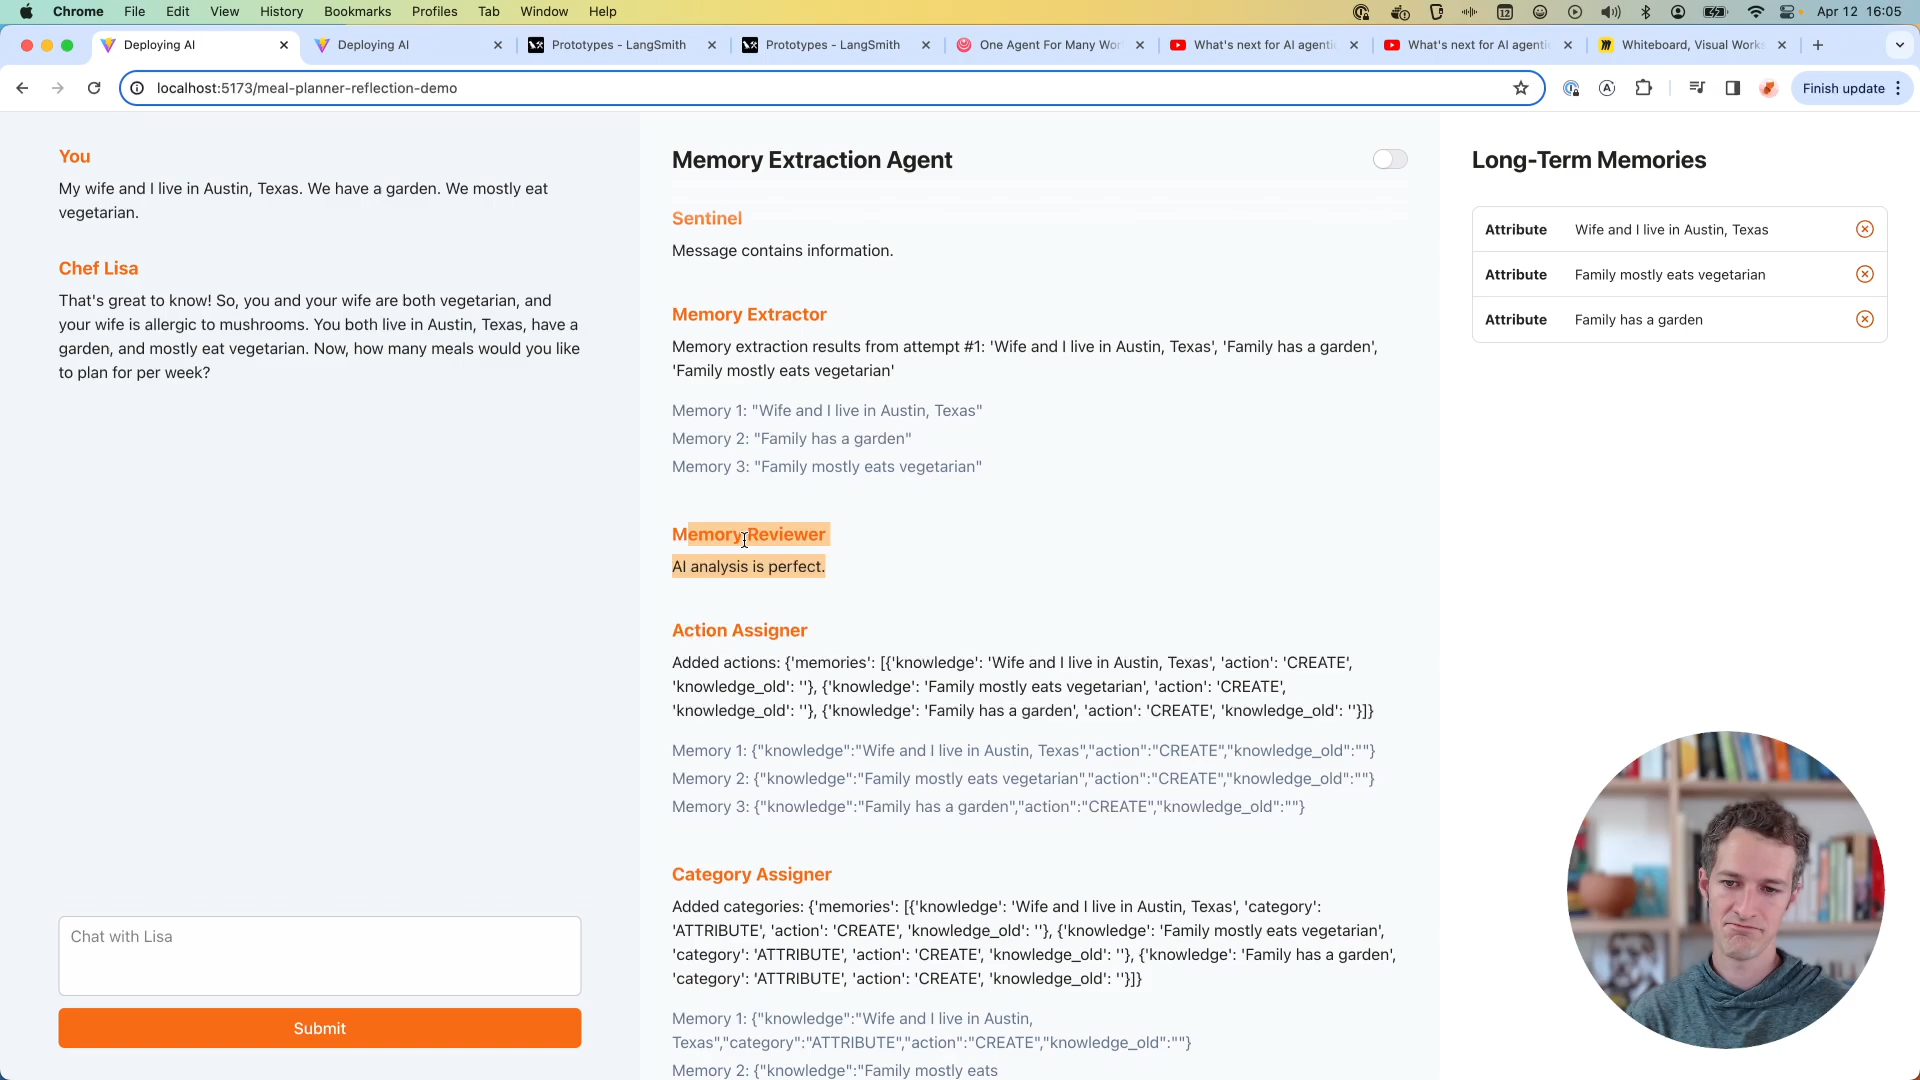 Chrome File Edit View History Bookmarks Profiles Tab Window Help
12 Apr 12 16:05
Deploying AI
Deploying AI
Prototypes - LangSmith
Prototypes - LangSmith
One Agent For Many Wor
What's next for AI agentic
What's next for AI agentic
Whiteboard, Visual Works
localhost:5173/meal-planner-reflection-demo
Finish update
You
My wife and I live in Austin, Texas. We have a garden. We mostly eat
vegetarian.
Chef Lisa
That's great to know! So, you and your wife are both vegetarian, and
your wife is allergic to mushrooms. You both live in Austin, Texas, have a
garden, and mostly eat vegetarian. Now, how many meals would you like
to plan for per week?
Chat with Lisa
Submit
Memory Extraction Agent
Sentinel
Message contains information.
Memory Extractor
Memory extraction results from attempt #1: 'Wife and I live in Austin, Texas', 'Family has a garden',
'Family mostly eats vegetarian'
Memory 1: "Wife and I live in Austin, Texas"
Memory 2: "Family has a garden"
Memory 3: "Family mostly eats vegetarian"
Memory Reviewer
AI analysis is perfect.
Action Assigner
Added actions: {'memories': [{'knowledge': 'Wife and I live in Austin, Texas', 'action': 'CREATE',
'knowledge_old': ''}, {'knowledge': 'Family mostly eats vegetarian', 'action': 'CREATE',
'knowledge_old': ''}, {'knowledge': 'Family has a garden', 'action': 'CREATE', 'knowledge_old': ''}]}
Memory 1: {"knowledge":"Wife and I live in Austin, Texas","action":"CREATE","knowledge_old":""}
Memory 2: {"knowledge":"Family mostly eats vegetarian","action":"CREATE","knowledge_old":""}
Memory 3: {"knowledge":"Family has a garden","action":"CREATE","knowledge_old":""}
Category Assigner
Added categories: {'memories': [{'knowledge': 'Wife and I live in Austin, Texas', 'category':
'ATTRIBUTE', 'action': 'CREATE', 'knowledge_old': ''}, {'knowledge': 'Family mostly eats vegetarian',
'category': 'ATTRIBUTE', 'action': 'CREATE', 'knowledge_old': ''}, {'knowledge': 'Family has a garden',
'category': 'ATTRIBUTE', 'action': 'CREATE', 'knowledge_old': ''}]}
Memory 1: {"knowledge":"Wife and I live in Austin,
Texas","category":"ATTRIBUTE","action":"CREATE","knowledge_old":""}
Memory 2: {"knowledge":"Family mostly eats
Long-Term Memories
Attribute Wife and I live in Austin, Texas
Attribute Family mostly eats vegetarian
Attribute Family has a garden